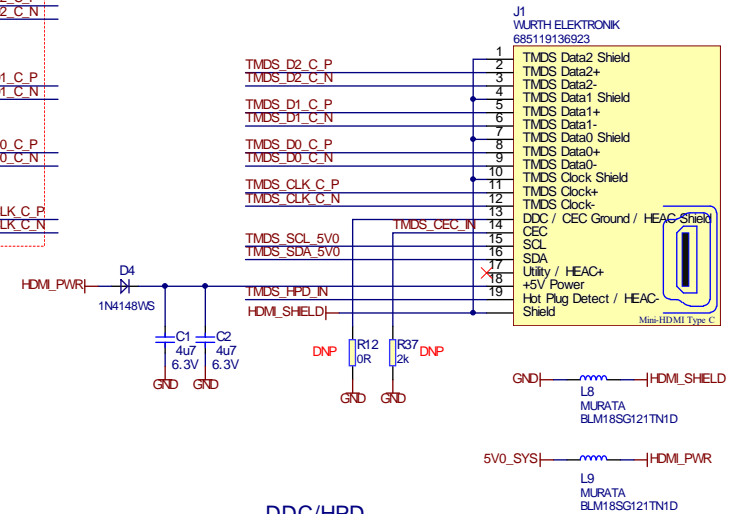 2_C_N
J1
WURTH ELEKTRONIK
685119136923
1 TMDS Data2 Shield
TMDS_D2_C_P 2 TMDS Data2+
1_C_P TMDS_D2_C_N 3 TMDS Data2-
1_C_N 4 TMDS Data1 Shield
TMDS_D1_C_P 5 TMDS Data1+
TMDS_D1_C_N 6 TMDS Data1-
7 TMDS Data0 Shield
0_C_P TMDS_D0_C_P 8 TMDS Data0+
0_C_N TMDS_D0_C_N 9 TMDS Data0-
10 TMDS Clock Shield
TMDS_CLK_C_P 11 TMDS Clock+
TMDS_CLK_C_N 12 TMDS Clock-
LK_C_P 13 DDC / CEC Ground / HEAC Shield
LK_C_N TMDS_CEC_IN 14 CEC
TMDS_SCL_5V0 15 SCL
TMDS_SDA_5V0 16 SDA
17 Utility / HEAC+
HDMI_PWR D4 18 +5V Power
TMDS_HPD_IN 19 Hot Plug Detect / HEAC-
1N4148WS HDMI_SHIELD Shield
Mini-HDMI Type C
C1 C2
4u7 4u7
6.3V 6.3V
GND GND
DNP R12 R37 DNP
0R 2k
GND GND
GND HDMI_SHIELD
L8
MURATA
BLM18SG121TN1D
5V0_SYS HDMI_PWR
L9
MURATA
BLM18SG121TN1D
DDC/HPD